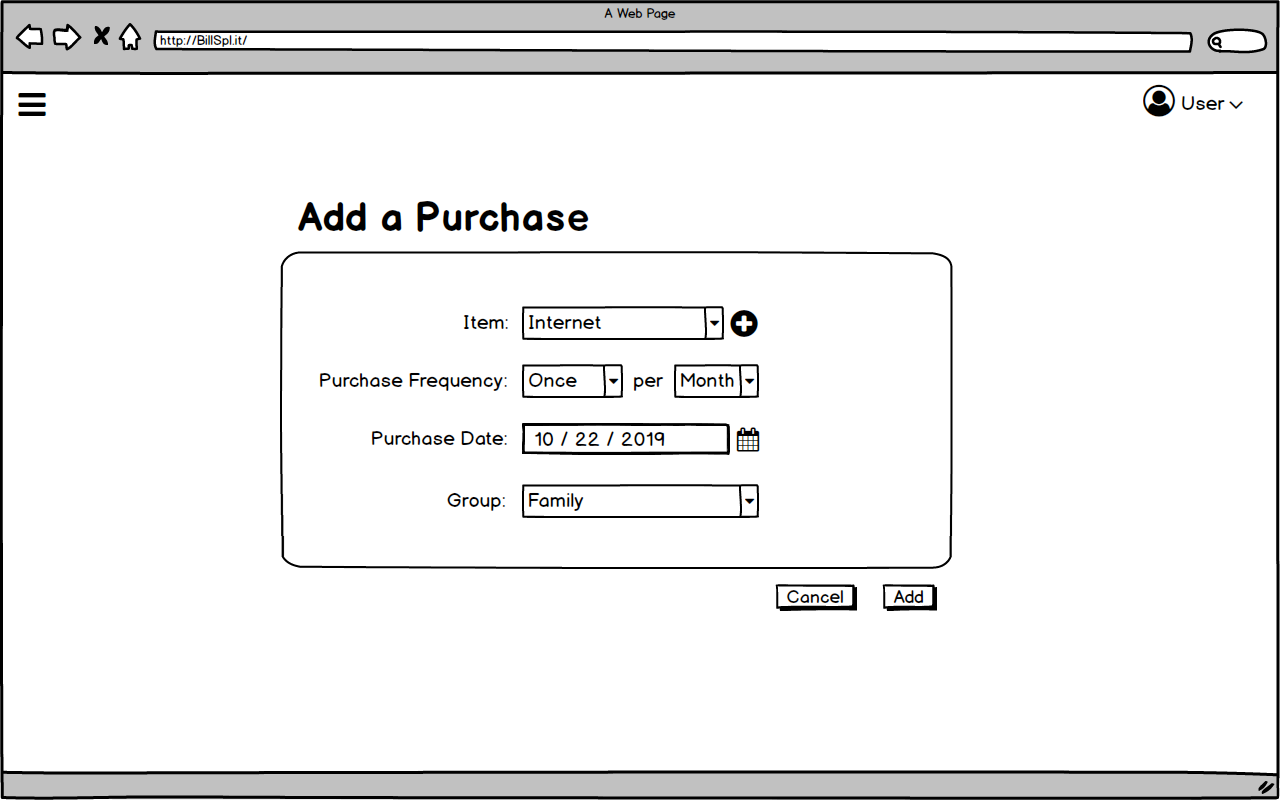 A Web Page
http://BillSpl.it/
User
Add a Purchase
Item: Internet
Purchase Frequency: Once per Month
Purchase Date: 10 / 22 / 2019
Group: Family
Cancel Add